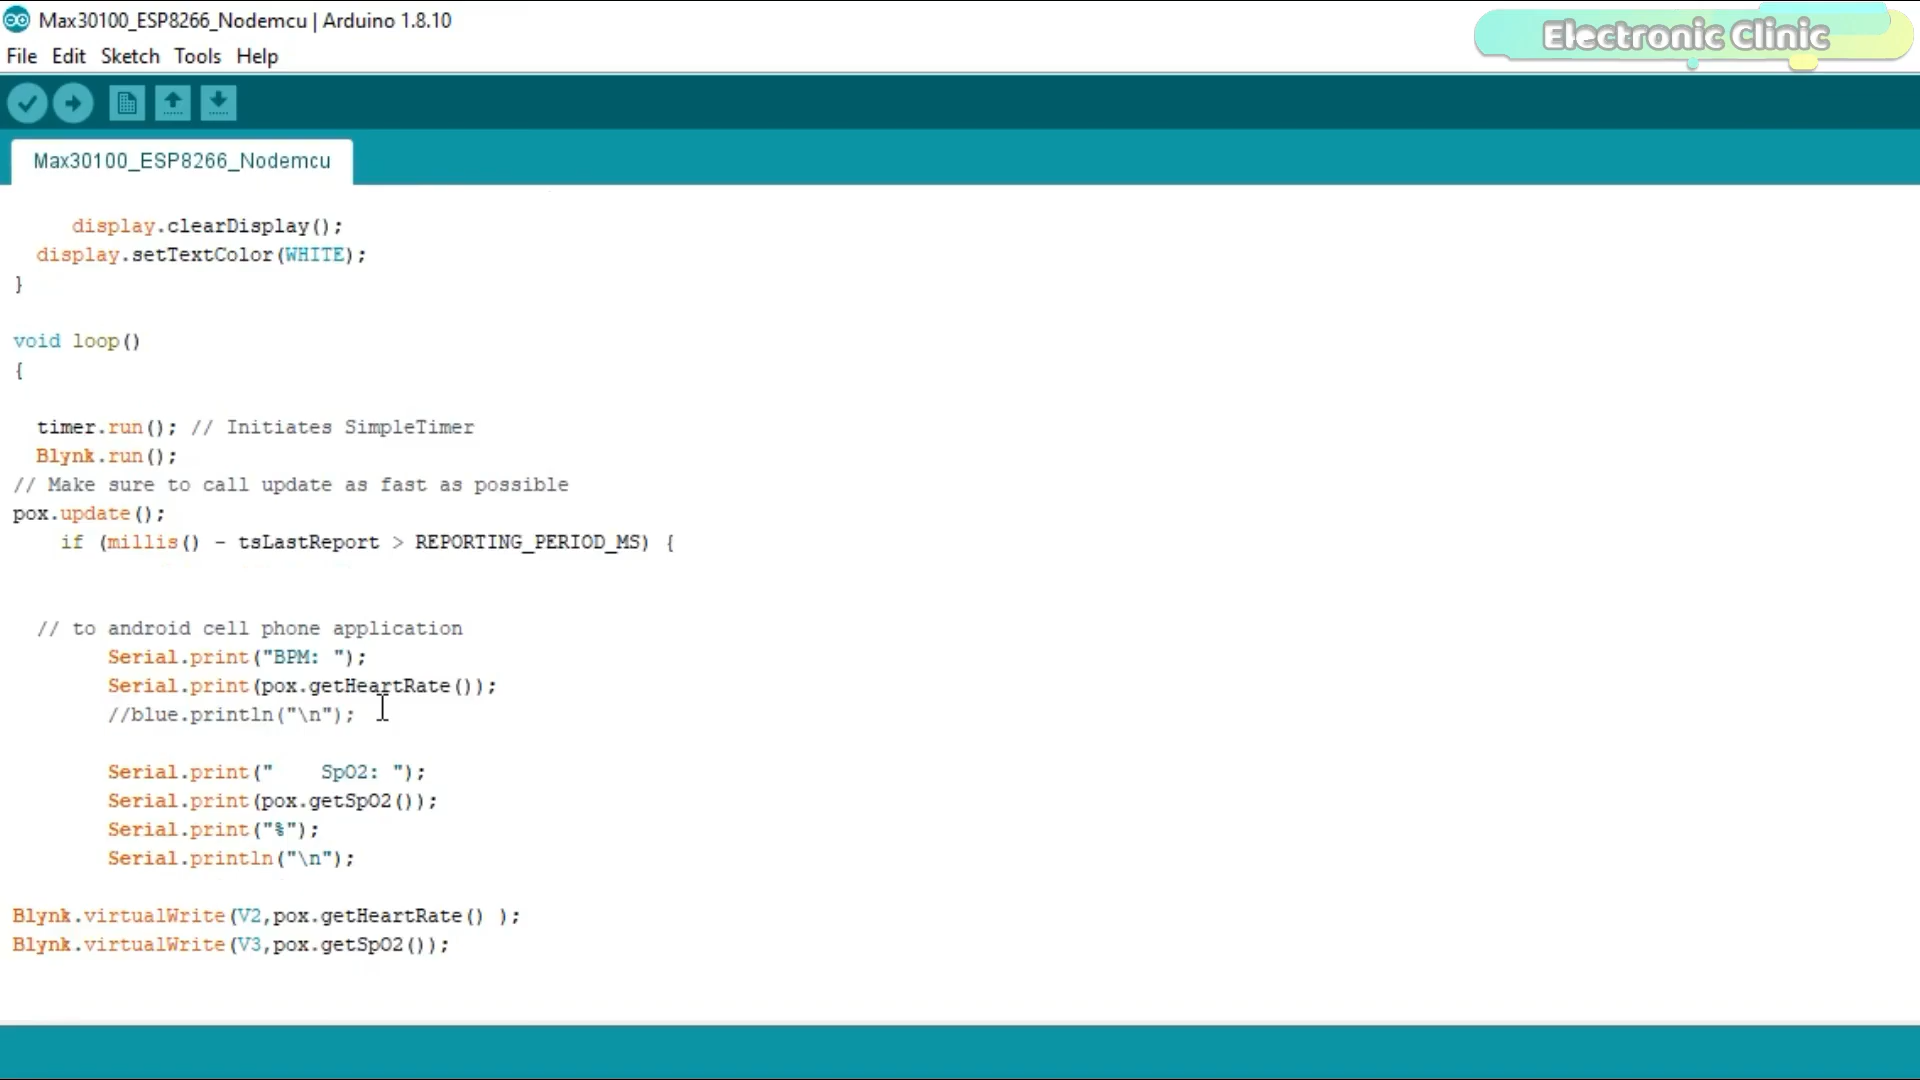 Max30100_ESP8266_Nodemcu | Arduino 1.8.10
Electronic Clinic
File Edit Sketch Tools Help
Max30100_ESP8266_Nodemcu
display.clearDisplay();
display.setTextColor(WHITE);
}
void loop()
{
timer.run(); // Initiates SimpleTimer
Blynk.run();
// Make sure to call update as fast as possible
pox.update();
if (millis() - tsLastReport > REPORTING_PERIOD_MS) {
// to android cell phone application
Serial.print("BPM: ");
Serial.print(pox.getHeartRate());
//blue.println("\n");
Serial.print("    SpO2: ");
Serial.print(pox.getSpO2());
Serial.print("%");
Serial.println("\n");
Blynk.virtualWrite(V2,pox.getHeartRate() );
Blynk.virtualWrite(V3,pox.getSpO2());